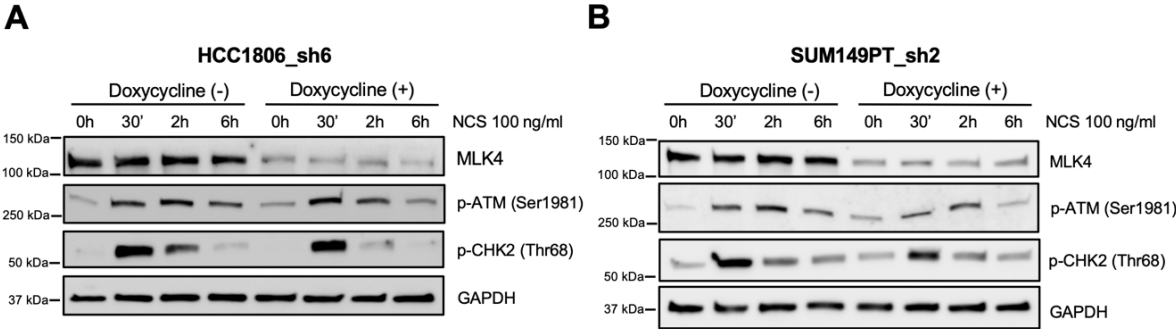 A
HCC1806_sh6
Doxycycline (-) Doxycycline (+)
0h 30' 2h 6h 0h 30' 2h 6h NCS 100 ng/ml
150 kDa
MLK4
100 kDa
p-ATM (Ser1981)
250 kDa
p-CHK2 (Thr68)
50 kDa
37 kDa GAPDH
B
SUM149PT_sh2
Doxycycline (-) Doxycycline (+)
0h 30' 2h 6h 0h 30' 2h 6h NCS 100 ng/ml
150 kDa
MLK4
100 kDa
p-ATM (Ser1981)
250 kDa
p-CHK2 (Thr68)
50 kDa
37 kDa GAPDH